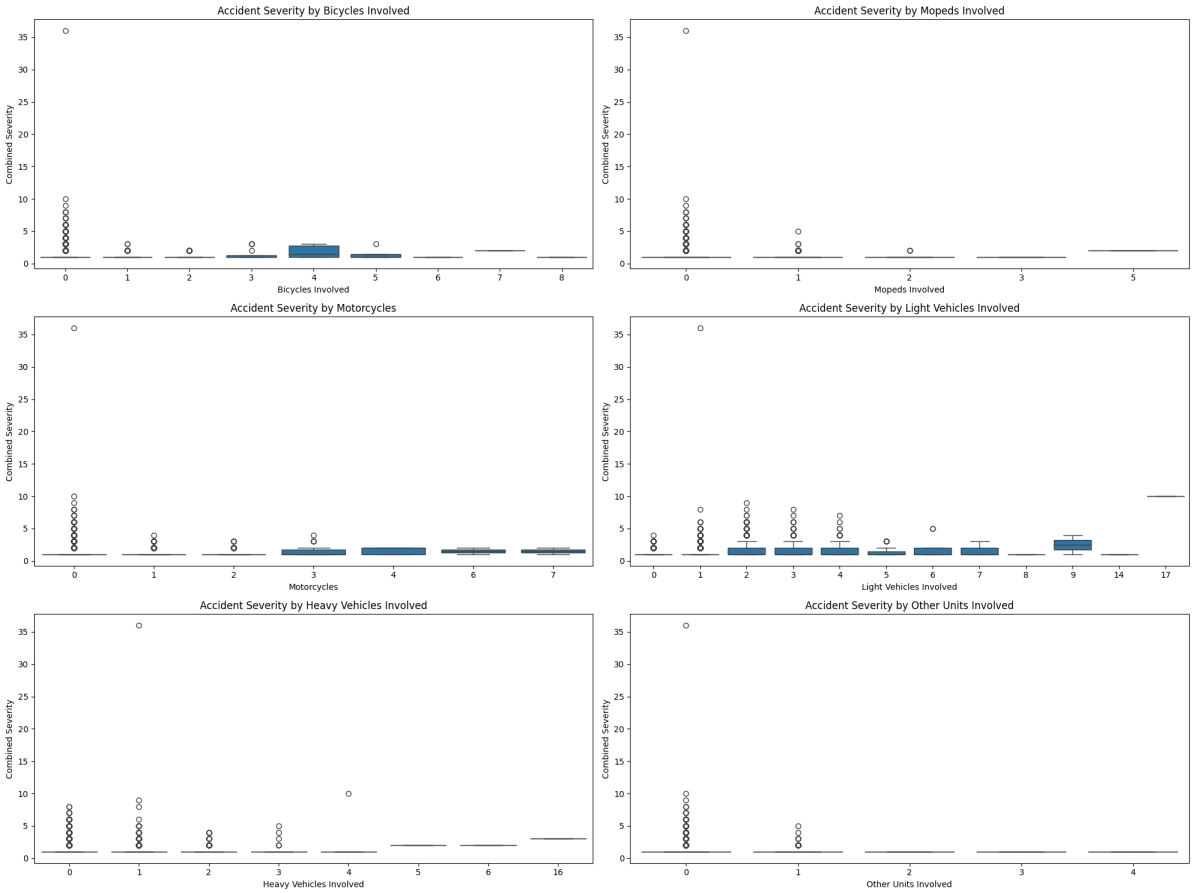 Accident Severity by Bicycles Involved
Combined Severity
35
30
25
20
15
10
5
0
0 1 2 3 4 5 6 7 8
Bicycles Involved
Accident Severity by Mopeds Involved
Combined Severity
35
30
25
20
15
10
5
0
0 1 2 3 5
Mopeds Involved
Accident Severity by Motorcycles
Combined Severity
35
30
25
20
15
10
5
0
0 1 2 3 4 6 7
Motorcycles
Accident Severity by Light Vehicles Involved
Combined Severity
35
30
25
20
15
10
5
0
0 1 2 3 4 5 6 7 8 9 14 17
Light Vehicles Involved
Accident Severity by Heavy Vehicles Involved
Combined Severity
35
30
25
20
15
10
5
0
0 1 2 3 4 5 6 16
Heavy Vehicles Involved
Accident Severity by Other Units Involved
Combined Severity
35
30
25
20
15
10
5
0
0 1 2 3 4
Other Units Involved